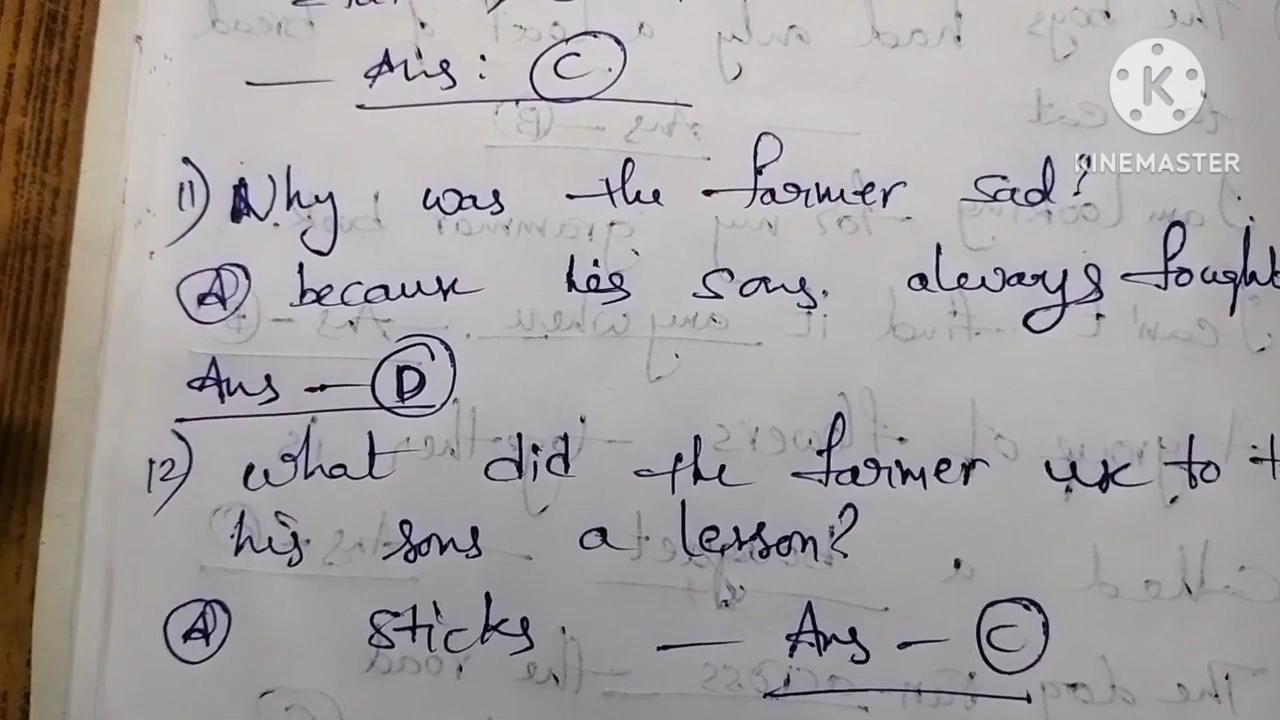 — Ans: C
KINEMASTER
11) Why was the farmer sad?
A because his sons. always fought
Ans — D
12) what did the farmer use to t
his sons a lesson?
A sticks. — Ans - C